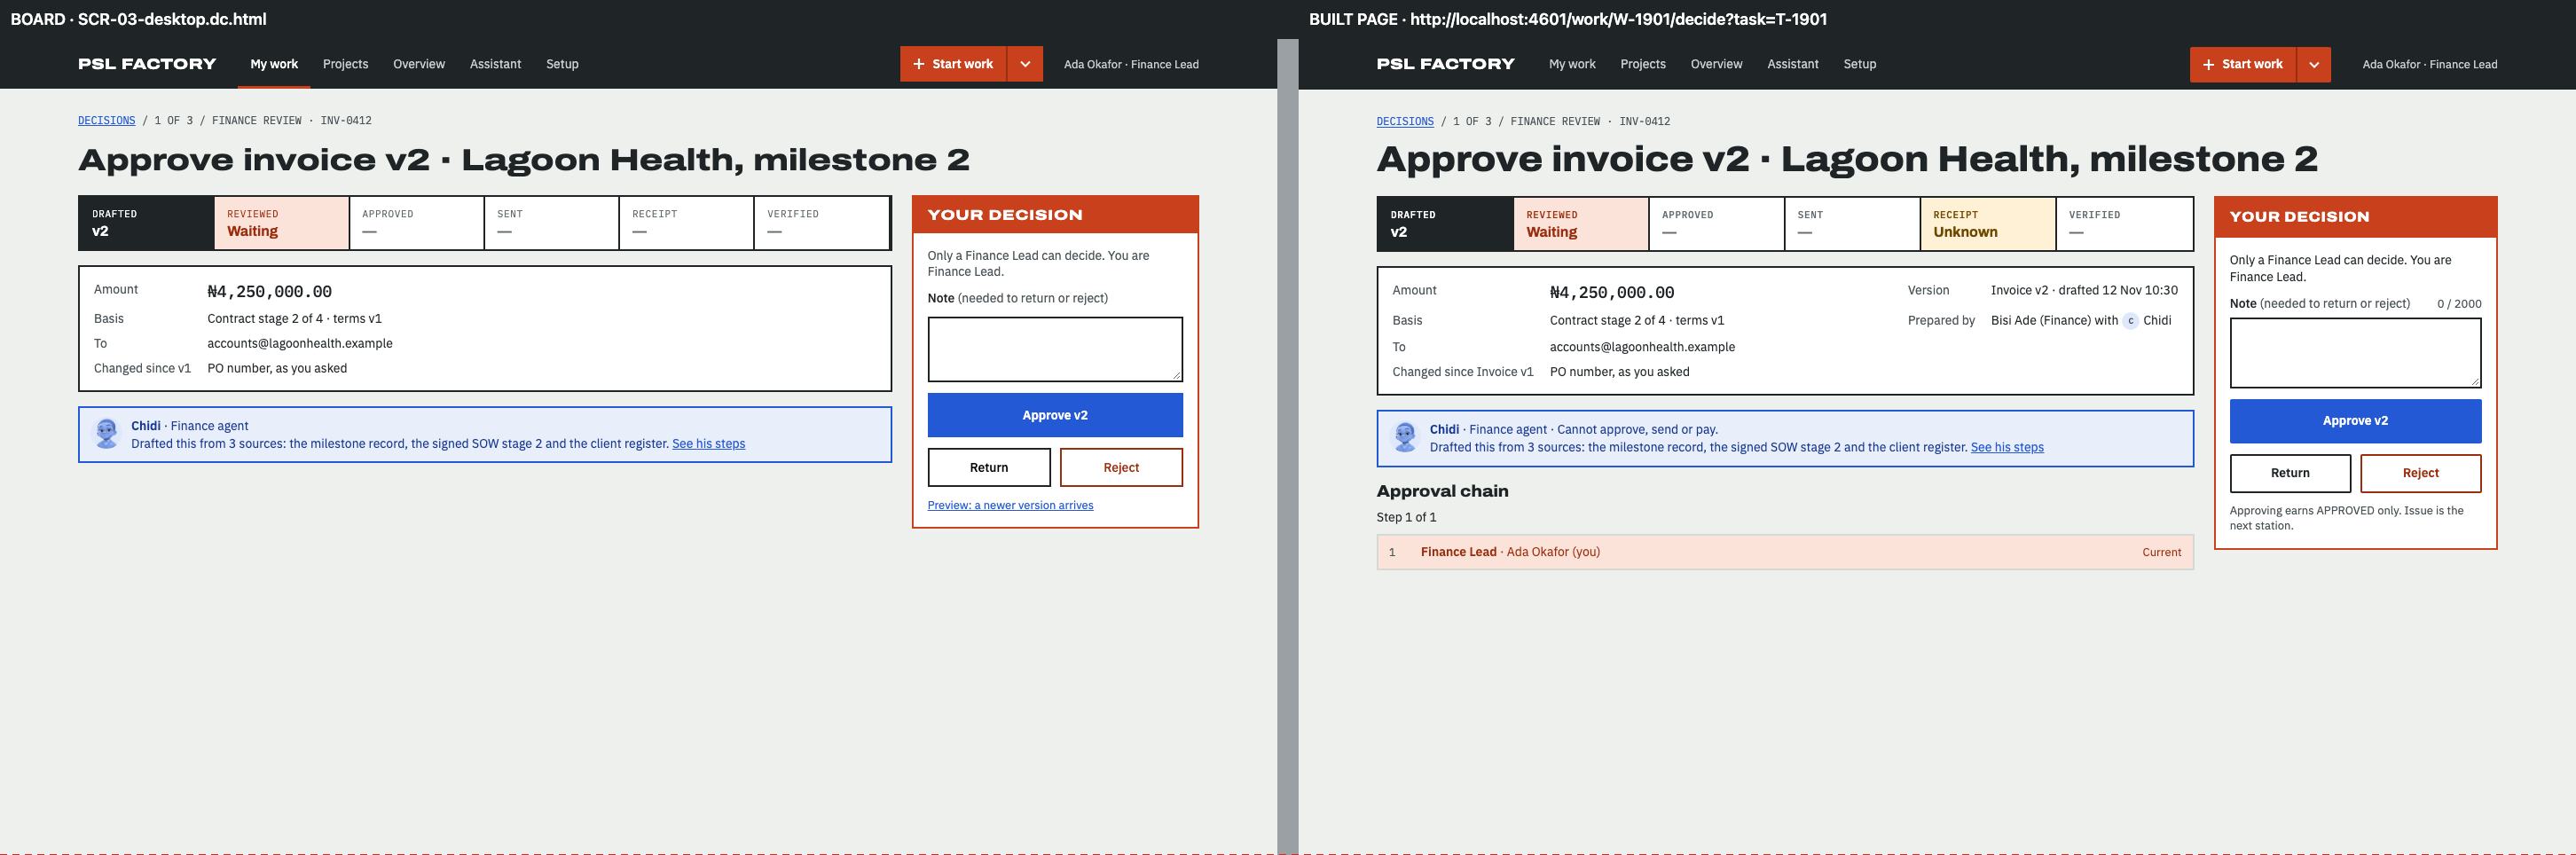 BOARD · SCR-03-desktop.dc.html
PSL FACTORY My work Projects Overview Assistant Setup + Start work Ada Okafor · Finance Lead
DECISIONS / 1 OF 3 / FINANCE REVIEW · INV-0412
Approve invoice v2 · Lagoon Health, milestone 2
DRAFTED REVIEWED APPROVED SENT RECEIPT VERIFIED
v2 Waiting — — — —
Amount ₦4,250,000.00
Basis Contract stage 2 of 4 · terms v1
To accounts@lagoonhealth.example
Changed since v1 PO number, as you asked
Chidi · Finance agent
Drafted this from 3 sources: the milestone record, the signed SOW stage 2 and the client register. See his steps
YOUR DECISION
Only a Finance Lead can decide. You are
Finance Lead.
Note (needed to return or reject)
Approve v2
Return Reject
Preview: a newer version arrives
BUILT PAGE · http://localhost:4601/work/W-1901/decide?task=T-1901
PSL FACTORY My work Projects Overview Assistant Setup + Start work Ada Okafor · Finance Lead
DECISIONS / 1 OF 3 / FINANCE REVIEW · INV-0412
Approve invoice v2 · Lagoon Health, milestone 2
DRAFTED REVIEWED APPROVED SENT RECEIPT VERIFIED
v2 Waiting — — Unknown —
Amount ₦4,250,000.00 Version Invoice v2 · drafted 12 Nov 10:30
Basis Contract stage 2 of 4 · terms v1 Prepared by Bisi Ade (Finance) with C Chidi
To accounts@lagoonhealth.example
Changed since Invoice v1 PO number, as you asked
Chidi · Finance agent · Cannot approve, send or pay.
Drafted this from 3 sources: the milestone record, the signed SOW stage 2 and the client register. See his steps
Approval chain
Step 1 of 1
1 Finance Lead · Ada Okafor (you) Current
YOUR DECISION
Only a Finance Lead can decide. You are
Finance Lead.
Note (needed to return or reject) 0 / 2000
Approve v2
Return Reject
Approving earns APPROVED only. Issue is the
next station.